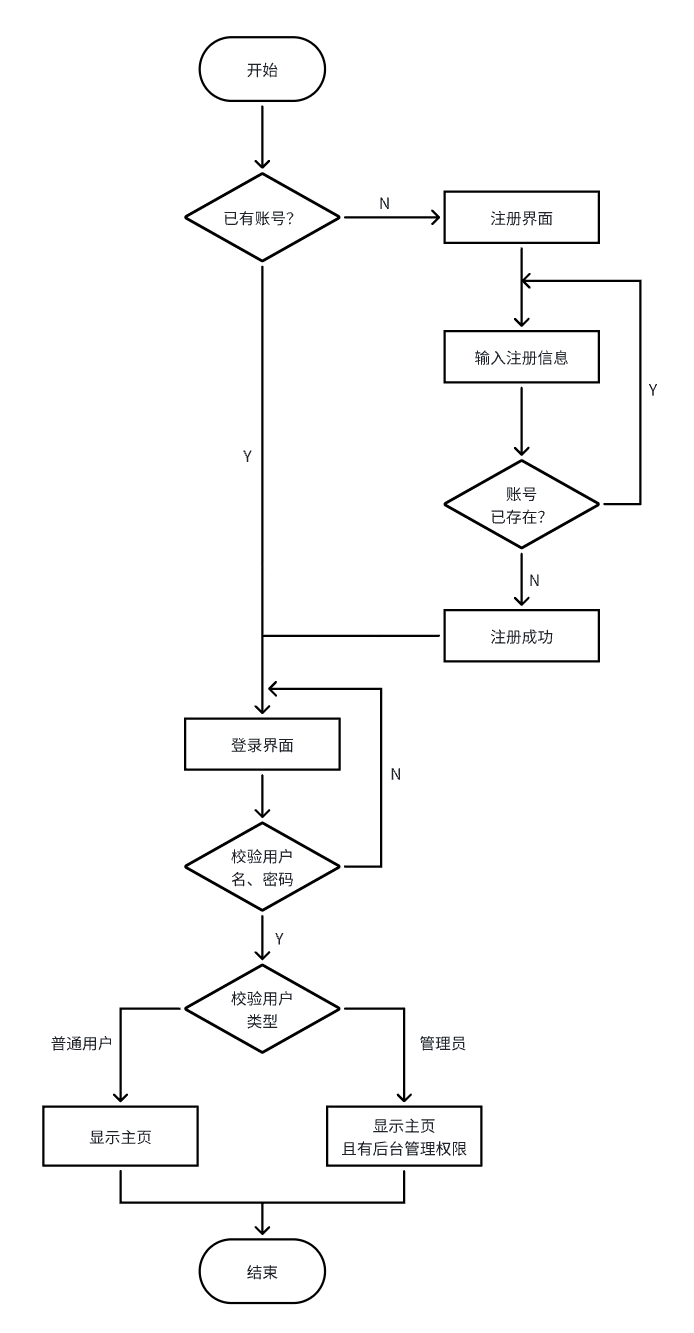 开始
已有账号?
N
注册界面
输入注册信息
Y
Y
账号
已存在?
N
注册成功
登录界面
N
校验用户
名、密码
Y
校验用户
类型
普通用户
管理员
显示主页
显示主页
且有后台管理权限
结束